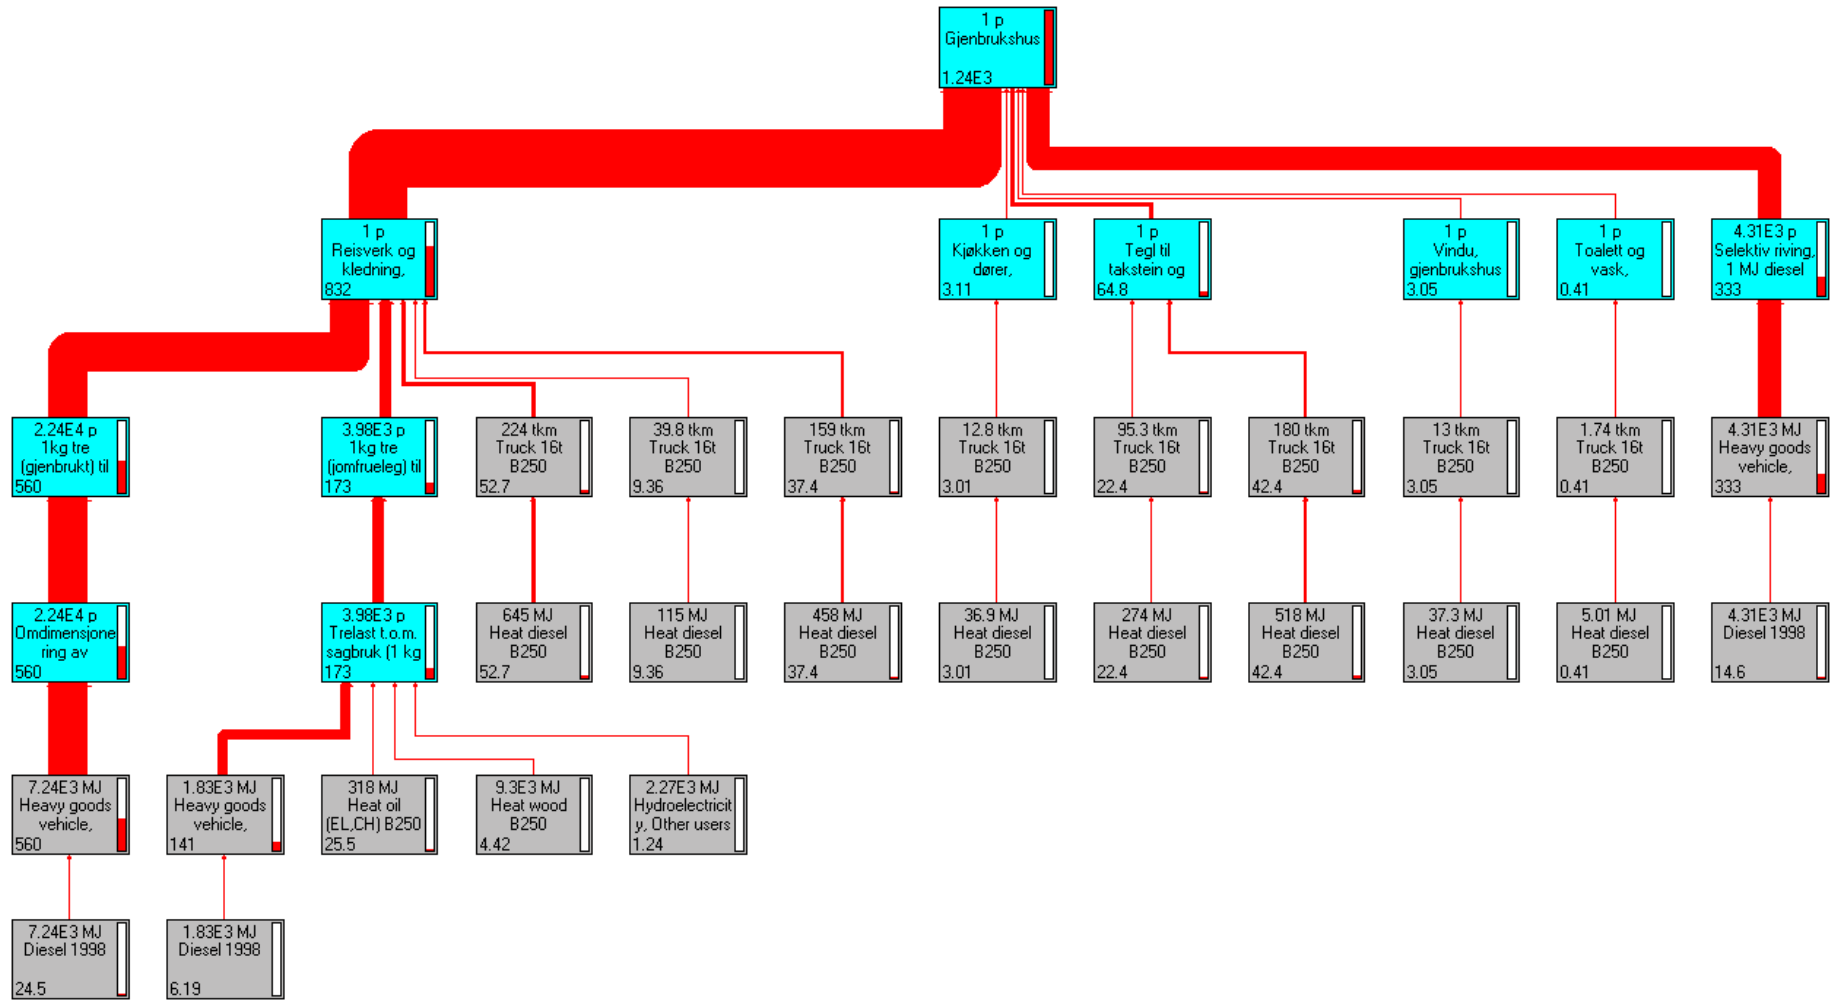 1 p
Gjenbrukshus
1.24E3
1 p
Reisverk og
kledning,
832
1 p
Kjøkken og
dører,
3.11
1 p
Tegl til
takstein og
64.8
1 p
Vindu,
gjenbrukshus
3.05
1 p
Toalett og
vask,
0.41
4.31E3 p
Selektiv riving,
1 MJ diesel
333
2.24E4 p
1kg tre
(gjenbrukt) til
560
3.98E3 p
1kg tre
(jomfrueleg) til
173
224 tkm
Truck 16t
B250
52.7
39.8 tkm
Truck 16t
B250
9.36
159 tkm
Truck 16t
B250
37.4
12.8 tkm
Truck 16t
B250
3.01
95.3 tkm
Truck 16t
B250
22.4
180 tkm
Truck 16t
B250
42.4
13 tkm
Truck 16t
B250
3.05
1.74 tkm
Truck 16t
B250
0.41
4.31E3 MJ
Heavy goods
vehicle,
333
2.24E4 p
Omdimensjone
ring av
560
3.98E3 p
Trelast t.o.m.
sagbruk (1 kg
173
645 MJ
Heat diesel
B250
52.7
115 MJ
Heat diesel
B250
9.36
458 MJ
Heat diesel
B250
37.4
36.9 MJ
Heat diesel
B250
3.01
274 MJ
Heat diesel
B250
22.4
518 MJ
Heat diesel
B250
42.4
37.3 MJ
Heat diesel
B250
3.05
5.01 MJ
Heat diesel
B250
0.41
4.31E3 MJ
Diesel 1998
14.6
7.24E3 MJ
Heavy goods
vehicle,
560
1.83E3 MJ
Heavy goods
vehicle,
141
318 MJ
Heat oil
(EL,CH) B250
25.5
9.3E3 MJ
Heat wood
B250
4.42
2.27E3 MJ
Hydroelectricit
y, Other users
1.24
7.24E3 MJ
Diesel 1998
24.5
1.83E3 MJ
Diesel 1998
6.19